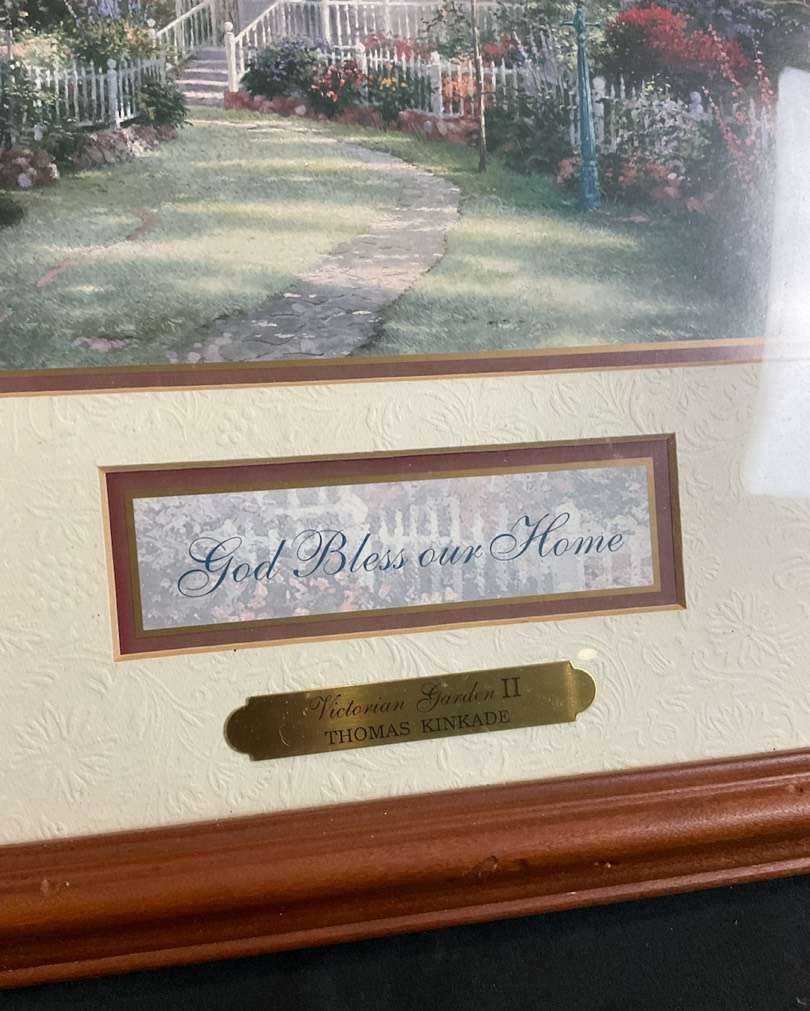 God Bless our Home
Victorian Garden II
THOMAS KINKADE